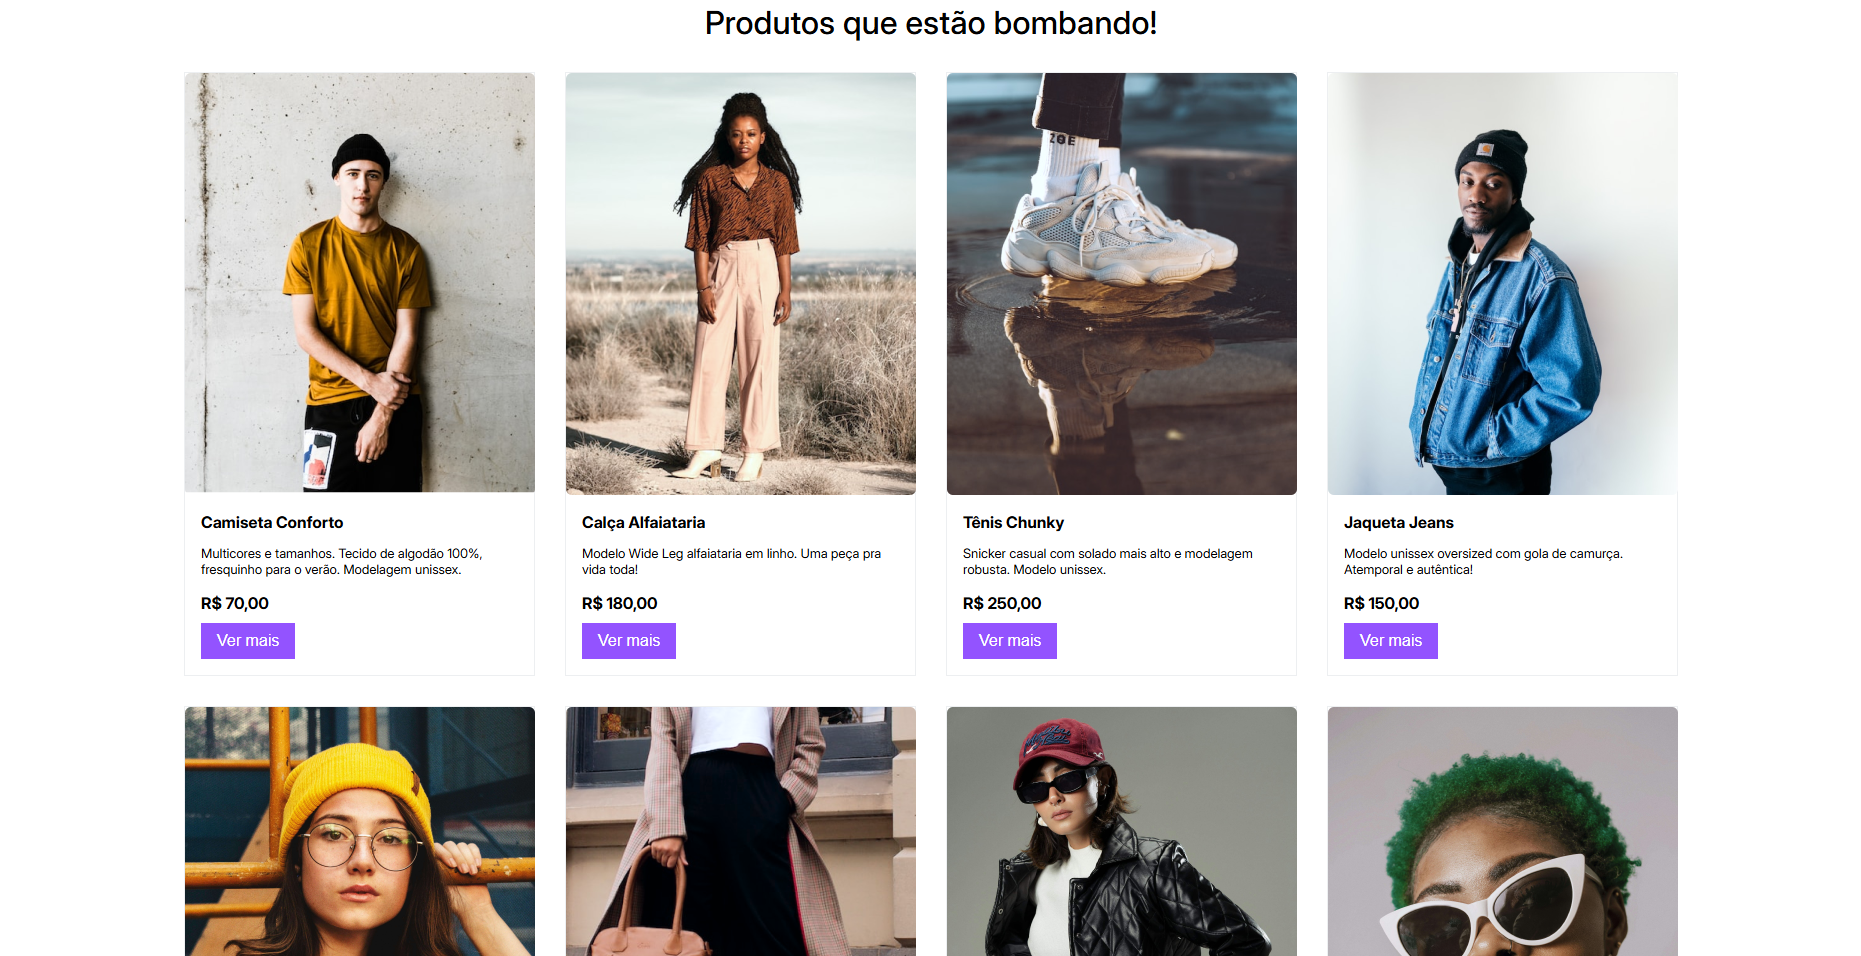 Produtos que estão bombando!
ZOE
Camiseta Conforto
Multicores e tamanhos. Tecido de algodão 100%,
fresquinho para o verão. Modelagem unissex.
R$ 70,00
Ver mais
Calça Alfaiataria
Modelo Wide Leg alfaiataria em linho. Uma peça pra
vida toda!
R$ 180,00
Ver mais
Tênis Chunky
Snicker casual com solado mais alto e modelagem
robusta. Modelo unissex.
R$ 250,00
Ver mais
Jaqueta Jeans
Modelo unissex oversized com gola de camurça.
Atemporal e autêntica!
R$ 150,00
Ver mais